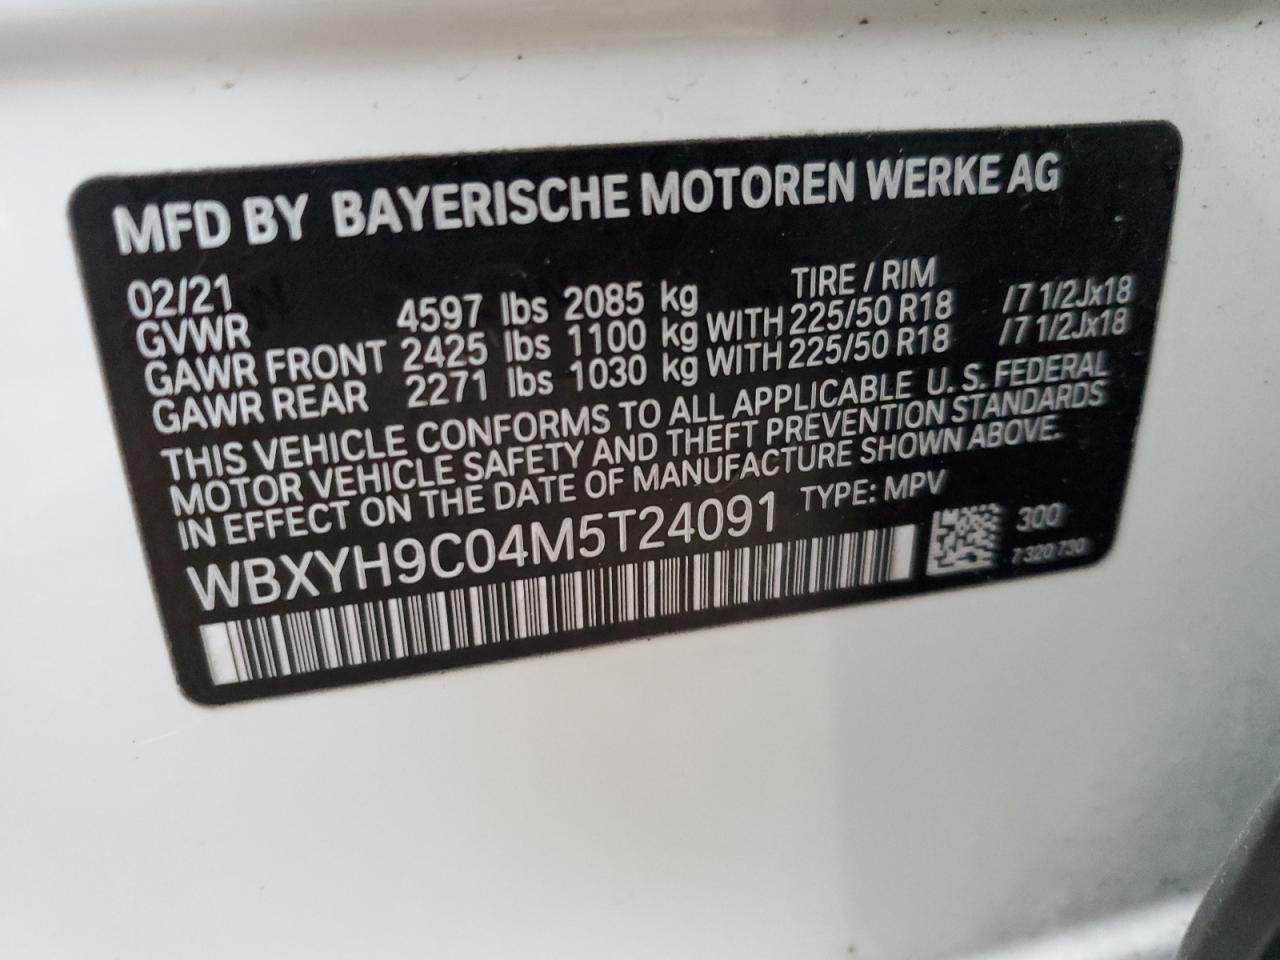 MFD BY BAYERISCHE MOTOREN WERKE AG
02/21 TIRE / RIM
GVWR 4597 lbs 2085 kg
GAWR FRONT 2425 lbs 1100 kg WITH 225/50 R18 /7 1/2Jx18
GAWR REAR 2271 lbs 1030 kg WITH 225/50 R18 /7 1/2Jx18
THIS VEHICLE CONFORMS TO ALL APPLICABLE U. S. FEDERAL
MOTOR VEHICLE SAFETY AND THEFT PREVENTION STANDARDS
IN EFFECT ON THE DATE OF MANUFACTURE SHOWN ABOVE.
WBXYH9C04M5T24091 TYPE: MPV
300
7 320 730